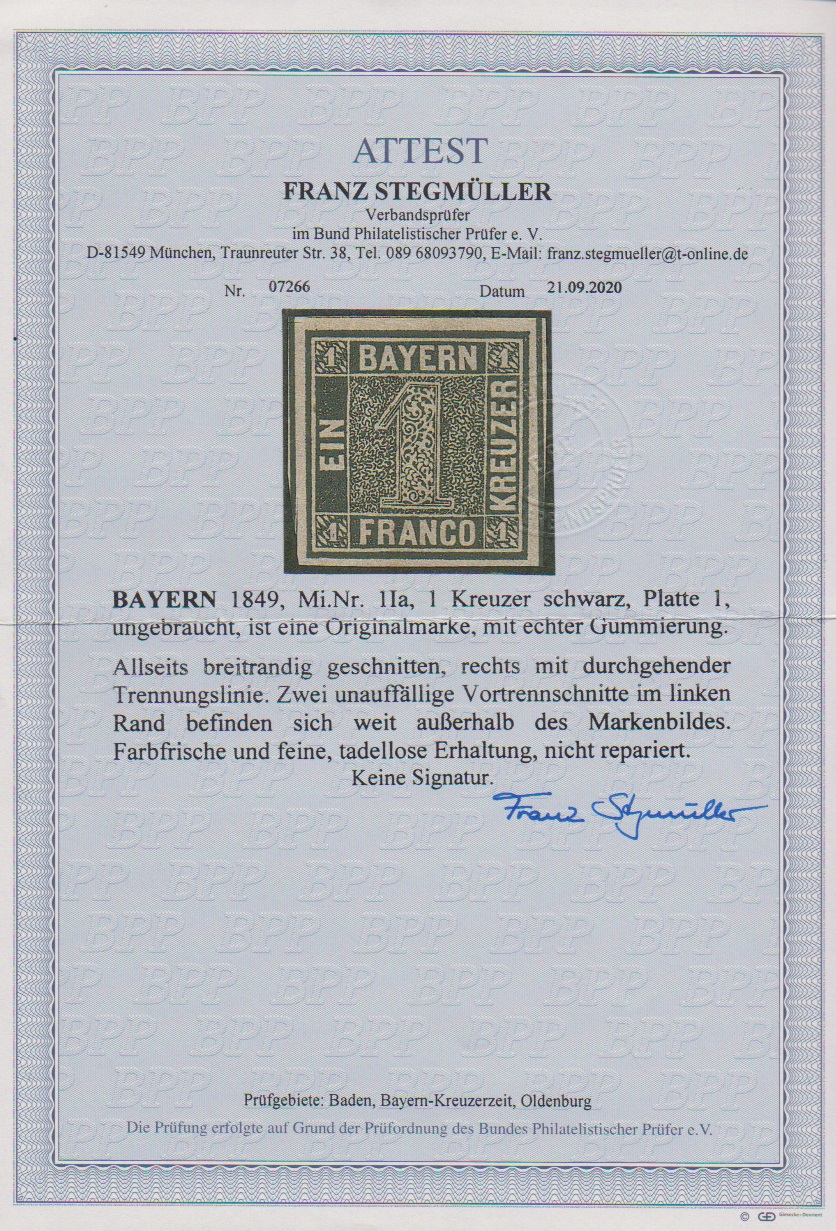 ATTEST
FRANZ STEGMÜLLER
Verbandsprüfer
im Bund Philatelistischer Prüfer e. V.
D-81549 München, Traunreuter Str. 38, Tel. 089 68093790, E-Mail: franz.stegmueller@t-online.de
Nr. 07266 Datum 21.09.2020
1 BAYERN 1
EIN 1 KREUZER
1 FRANCO 1
BAYERN 1849, Mi.Nr. 1Ia, 1 Kreuzer schwarz, Platte 1,
ungebraucht, ist eine Originalmarke, mit echter Gummierung.
Allseits breitrandig geschnitten, rechts mit durchgehender
Trennungslinie. Zwei unauffällige Vortrennschnitte im linken
Rand befinden sich weit außerhalb des Markenbildes.
Farbfrische und feine, tadellose Erhaltung, nicht repariert.
Keine Signatur.
Franz Stegmüller
Prüfgebiete: Baden, Bayern-Kreuzerzeit, Oldenburg
Die Prüfung erfolgte auf Grund der Prüfordnung des Bundes Philatelistischer Prüfer e.V.